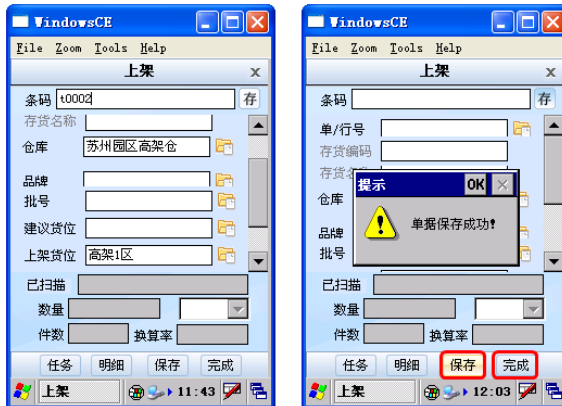 WindowsCE
File Zoom Tools Help
上架 x
条码 t0002 存
存货名称
仓库 苏州园区高架仓
品牌
批号
建议货位
上架货位 高架1区
已扫描
数量
件数 换算率
任务 明细 保存 完成
上架 11:43
WindowsCE
File Zoom Tools Help
上架 x
条码 存
单/行号
存货编码
存货
仓库
品牌
批号
提示 OK
单据保存成功!
已扫描
数量
件数 换算率
任务 明细 保存 完成
上架 12:03